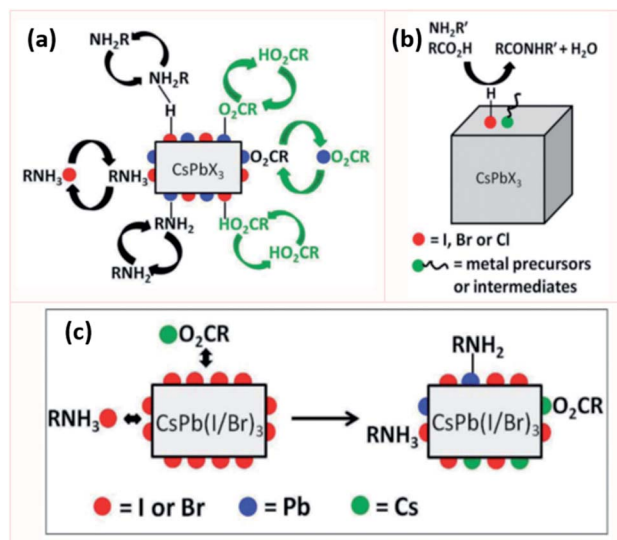 (a)
NH₂R
NH₂R
H
HO₂CR
O₂CR
CsPbX₃
O₂CR
O₂CR
RNH₃
RNH₃
RNH₂
RNH₂
HO₂CR
HO₂CR
(b)
NH₂R′
RCO₂H
RCONHR′ + H₂O
H
CsPbX₃
= I, Br or Cl
= metal precursors
or intermediates
(c)
O₂CR
RNH₃
CsPb(I/Br)₃
RNH₂
O₂CR
RNH₃
CsPb(I/Br)₃
= I or Br
= Pb
= Cs